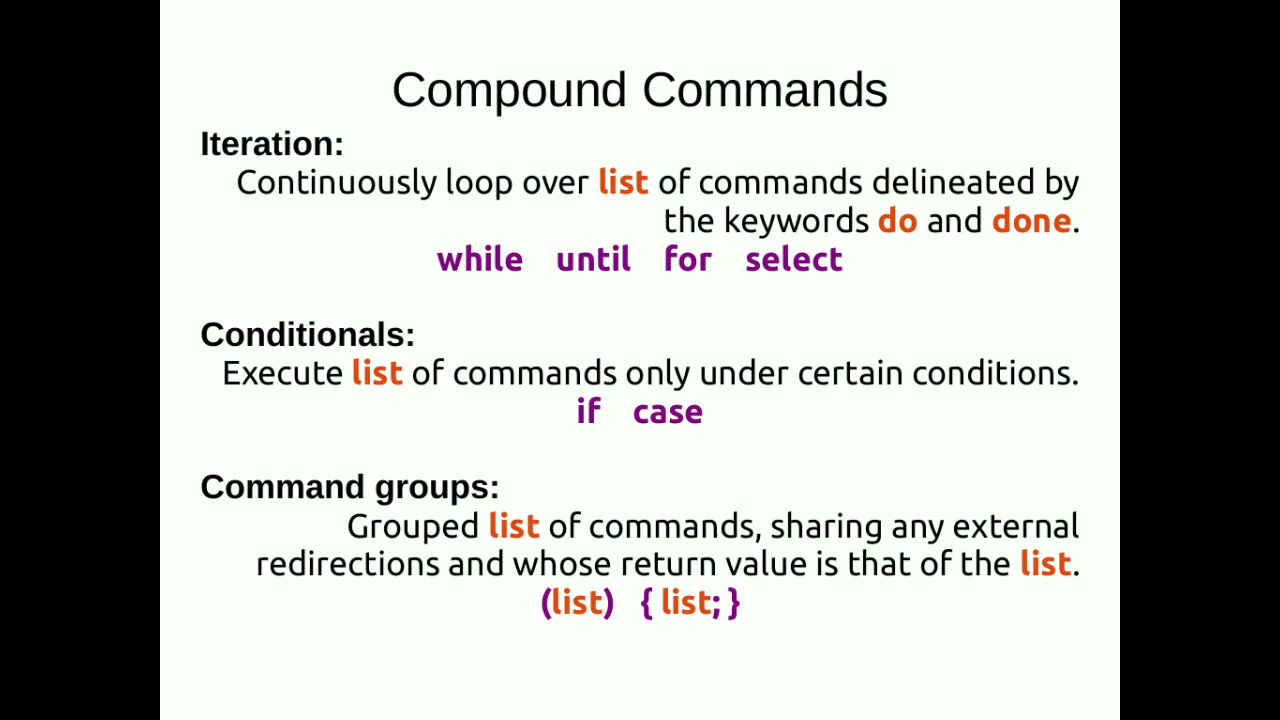 Compound Commands
Iteration:
Continuously loop over list of commands delineated by
the keywords do and done.
while until for select
Conditionals:
Execute list of commands only under certain conditions.
if case
Command groups:
Grouped list of commands, sharing any external
redirections and whose return value is that of the list.
(list) { list; }